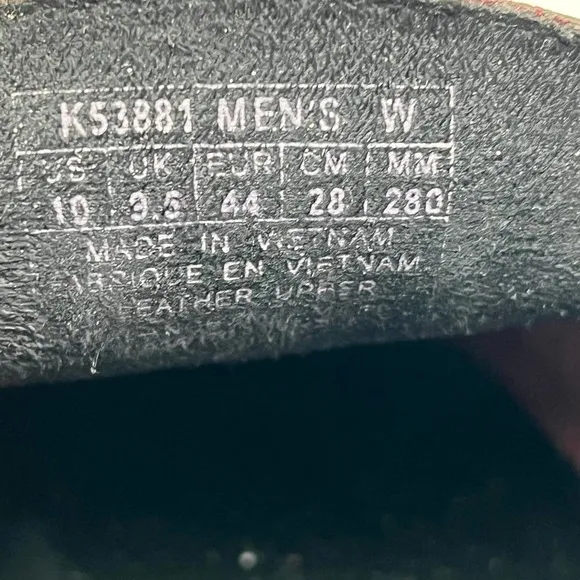 K53881 MEN'S W
US UK EUR CM MM
10 9.5 44 28 280
MADE IN VIETNAM
EN VIETNAM
LEATHER UPPER